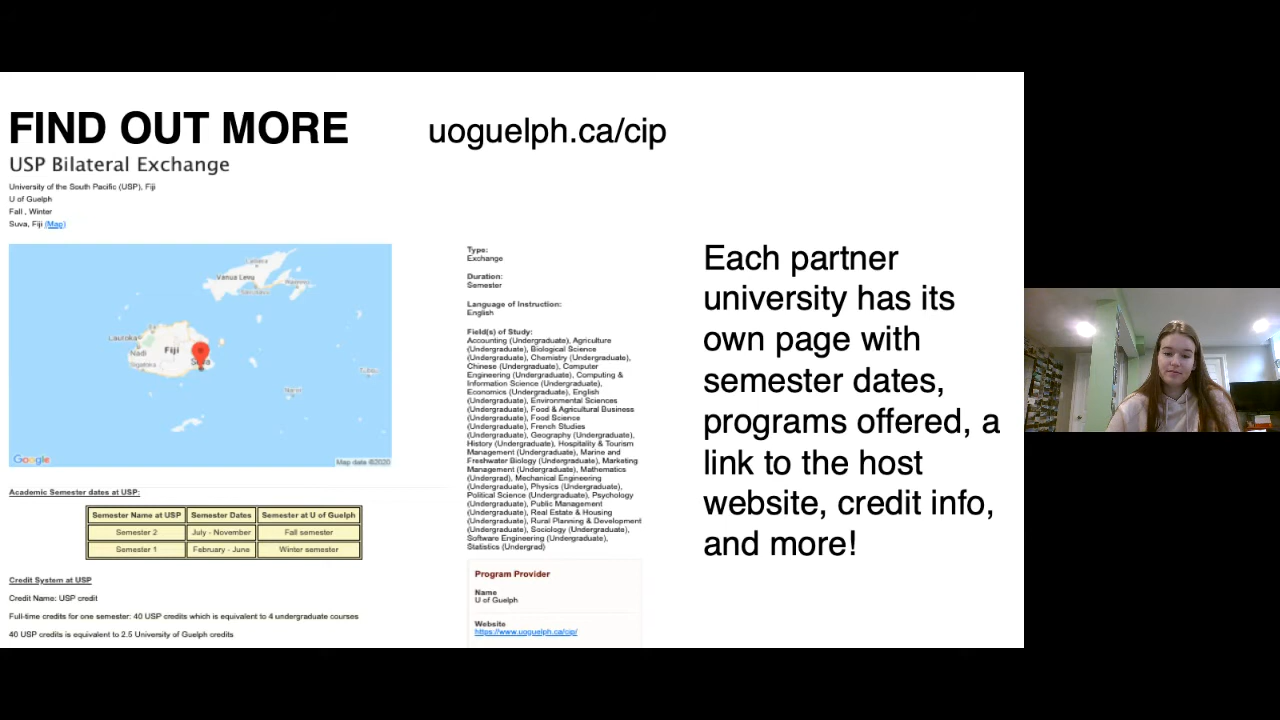 FIND OUT MORE
uoguelph.ca/cip
USP Bilateral Exchange
University of the South Pacific (USP), Fiji
U of Guelph
Fall , Winter
Suva, Fiji (Map)
Vanua Levu
Lautoka
Nadi
Fiji
Suva
Sigatoka
Google
Map data ©2020
Academic Semester dates at USP:
Semester Name at USP Semester Dates Semester at U of Guelph
Semester 2 July - November Fall semester
Semester 1 February - June Winter semester
Credit System at USP
Credit Name: USP credit
Full-time credits for one semester: 40 USP credits which is equivalent to 4 undergraduate courses
40 USP credits is equivalent to 2.5 University of Guelph credits
Type:
Exchange
Duration:
Semester
Language of Instruction:
English
Field(s) of Study:
Accounting (Undergraduate), Agriculture
(Undergraduate), Biological Science
(Undergraduate), Chemistry (Undergraduate),
Chinese (Undergraduate), Computer
Engineering (Undergraduate), Computing &
Information Science (Undergraduate),
Economics (Undergraduate), English
(Undergraduate), Environmental Sciences
(Undergraduate), Food & Agricultural Business
(Undergraduate), Food Science
(Undergraduate), French Studies
(Undergraduate), Geography (Undergraduate),
History (Undergraduate), Hospitality & Tourism
Management (Undergraduate), Marine and
Freshwater Biology (Undergraduate), Marketing
Management (Undergraduate), Mathematics
(Undergrad), Mechanical Engineering
(Undergraduate), Physics (Undergraduate),
Political Science (Undergraduate), Psychology
(Undergraduate), Public Management
(Undergraduate), Real Estate & Housing
(Undergraduate), Rural Planning & Development
(Undergraduate), Sociology (Undergraduate),
Software Engineering (Undergraduate),
Statistics (Undergrad)
Program Provider
Name
U of Guelph
Website
https://www.uoguelph.ca/cip/
Each partner
university has its
own page with
semester dates,
programs offered, a
link to the host
website, credit info,
and more!